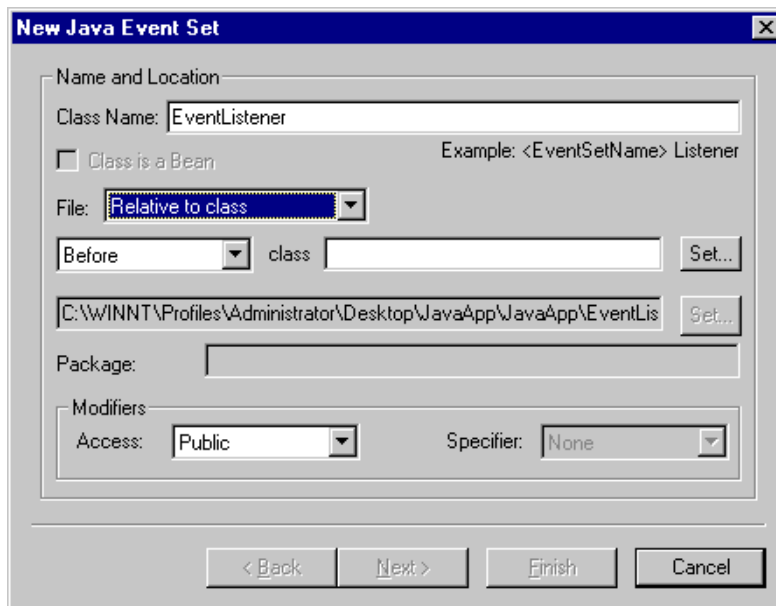 New Java Event Set
Name and Location
Class Name: EventListener
Class is a Bean
Example: <EventSetName> Listener
File: Relative to class
Before class Set...
C:\WINNT\Profiles\Administrator\Desktop\JavaApp\JavaApp\EventLis Set...
Package:
Modifiers
Access: Public Specifier: None
< Back Next > Finish Cancel